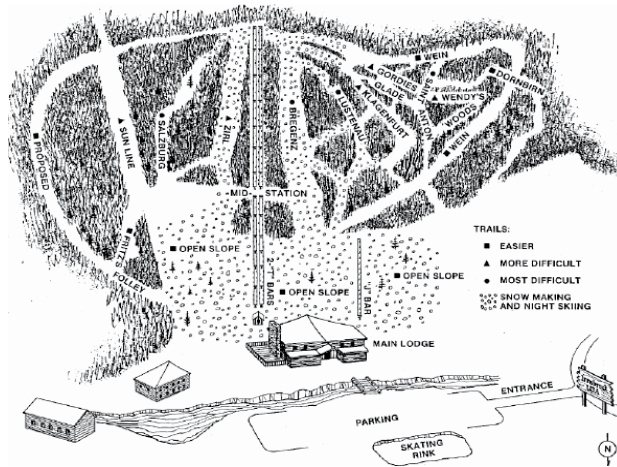 WEIN
GORDIES
GLADE
DORNBIRN
WENDY'S
SAINT
ANTON
WOODS
KLAGENFURT
LUSTENAU
BREGENZ
ZIRL
SALZBURG
SUN LINE
PROPOSED
WEIN
MID-STATION
FRITZ
FOLLEY
OPEN SLOPE
OPEN SLOPE
OPEN SLOPE
2-"T" BARS
"J" BAR
TRAILS:
EASIER
MORE DIFFICULT
MOST DIFFICULT
SNOW MAKING
AND NIGHT SKIING
MAIN LODGE
ENTRANCE
PARKING
SKATING
RINK
N